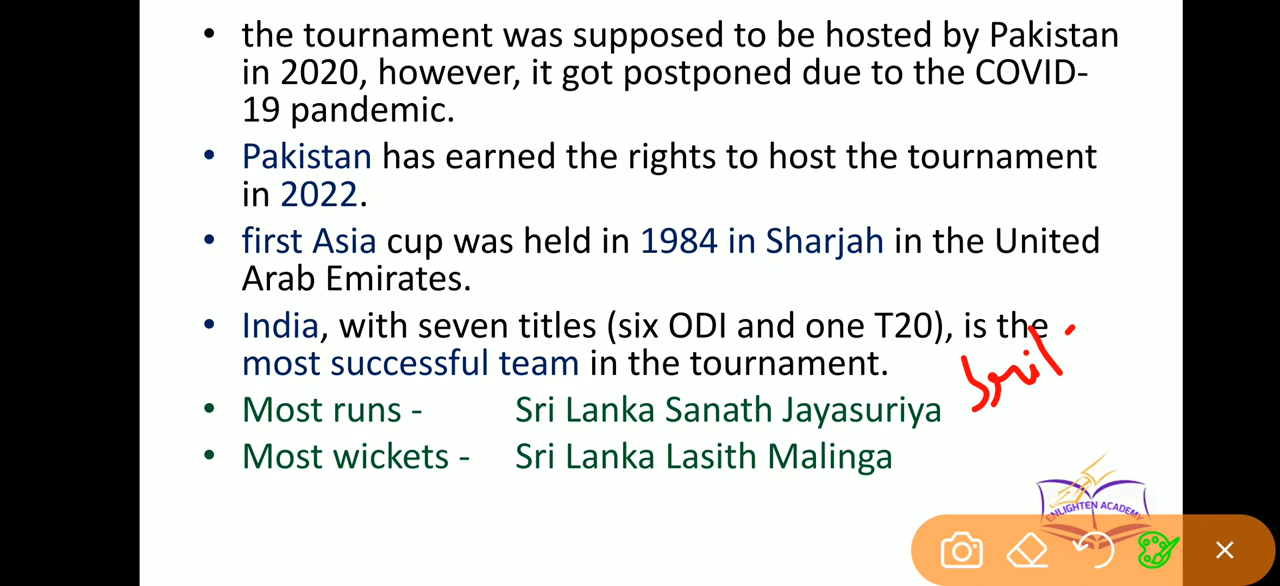 • the tournament was supposed to be hosted by Pakistan
in 2020, however, it got postponed due to the COVID-
19 pandemic.
• Pakistan has earned the rights to host the tournament
in 2022.
• first Asia cup was held in 1984 in Sharjah in the United
Arab Emirates.
• India, with seven titles (six ODI and one T20), is the
most successful team in the tournament.
• Most runs - Sri Lanka Sanath Jayasuriya
• Most wickets - Sri Lanka Lasith Malinga
ENLIGHTEN ACADEMY